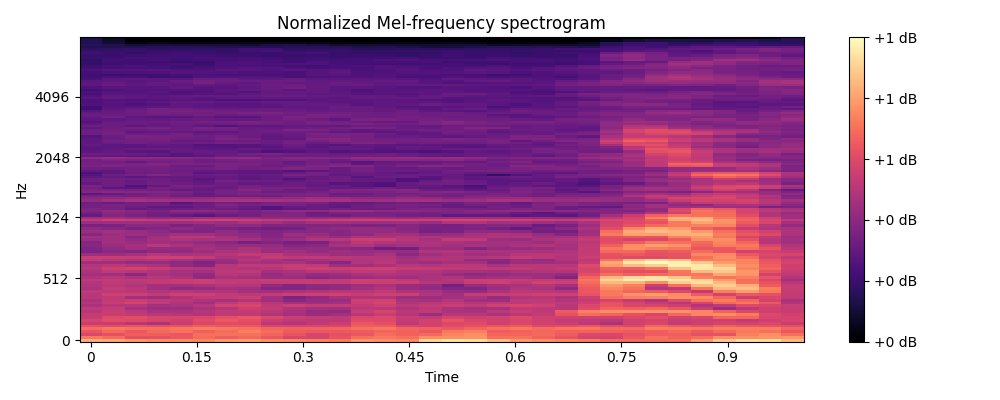 Normalized Mel-frequency spectrogram
Hz
4096
2048
1024
512
0
0 0.15 0.3 0.45 0.6 0.75 0.9
Time
+1 dB
+1 dB
+1 dB
+0 dB
+0 dB
+0 dB